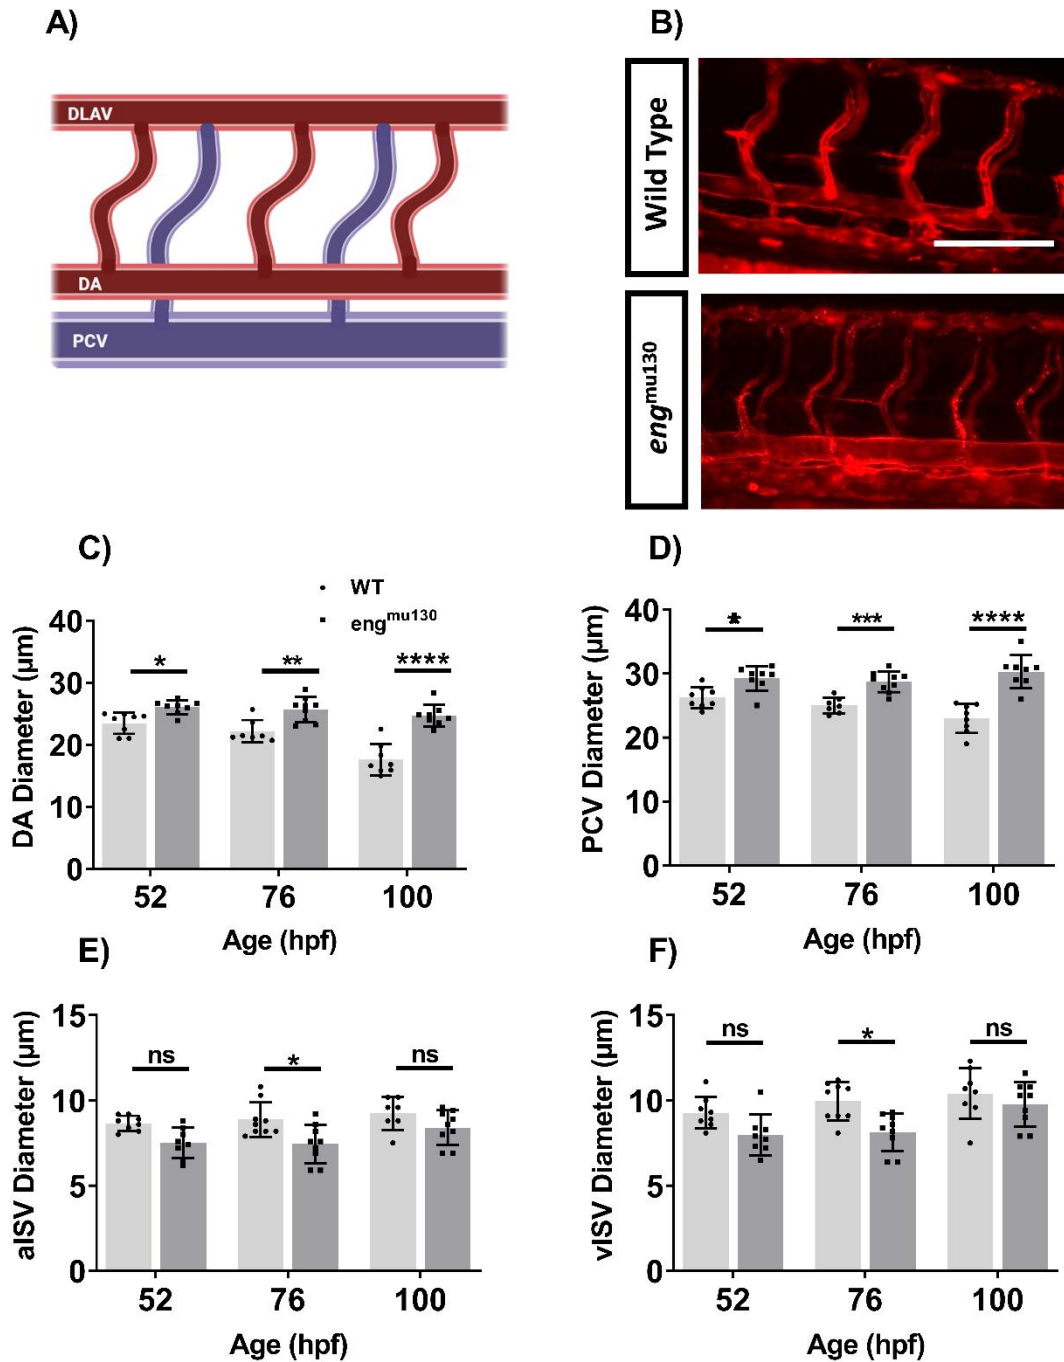 A)
DLAV
DA
PCV
B)
Wild Type
eng^mu130
C)
WT
eng^mu130
DA Diameter (µm)
40
30
20
10
0
*
**
****
52 76 100
Age (hpf)
D)
PCV Diameter (µm)
40
30
20
10
0
*
***
****
52 76 100
Age (hpf)
E)
aISV Diameter (µm)
15
10
5
0
ns
*
ns
52 76 100
Age (hpf)
F)
vISV Diameter (µm)
15
10
5
0
ns
*
ns
52 76 100
Age (hpf)